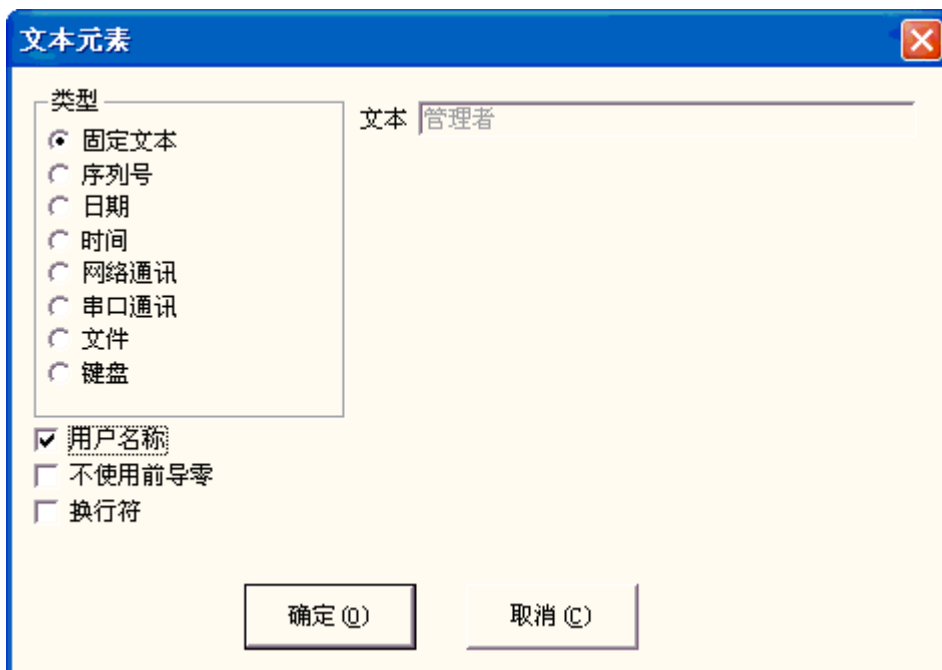 文本元素
类型
固定文本
序列号
日期
时间
网络通讯
串口通讯
文件
键盘
文本 管理者
用户名称
不使用前导零
换行符
确定(O) 取消(C)